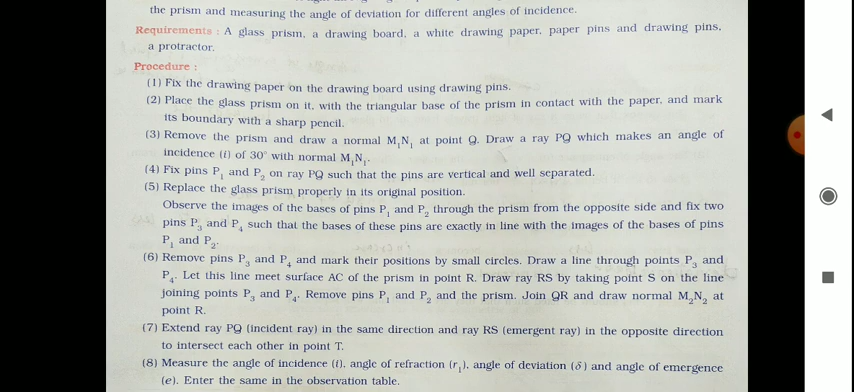 the prism and measuring the angle of deviation for different angles of incidence.
Requirements : A glass prism, a drawing board, a white drawing paper, paper pins and drawing pins,
a protractor.
Procedure :
(1) Fix the drawing paper on the drawing board using drawing pins.
(2) Place the glass prism on it, with the triangular base of the prism in contact with the paper, and mark
its boundary with a sharp pencil.
(3) Remove the prism and draw a normal M₁N₁ at point Q. Draw a ray PQ which makes an angle of
incidence (i) of 30° with normal M₁N₁.
(4) Fix pins P₁ and P₂ on ray PQ such that the pins are vertical and well separated.
(5) Replace the glass prism properly in its original position.
Observe the images of the bases of pins P₁ and P₂ through the prism from the opposite side and fix two
pins P₃ and P₄ such that the bases of these pins are exactly in line with the images of the bases of pins
P₁ and P₂.
(6) Remove pins P₃ and P₄ and mark their positions by small circles. Draw a line through points P₃ and
P₄. Let this line meet surface AC of the prism in point R. Draw ray RS by taking point S on the line
joining points P₃ and P₄. Remove pins P₁ and P₂ and the prism. Join QR and draw normal M₂N₂ at
point R.
(7) Extend ray PQ (incident ray) in the same direction and ray RS (emergent ray) in the opposite direction
to intersect each other in point T.
(8) Measure the angle of incidence (i), angle of refraction (r₁), angle of deviation (δ) and angle of emergence
(e). Enter the same in the observation table.